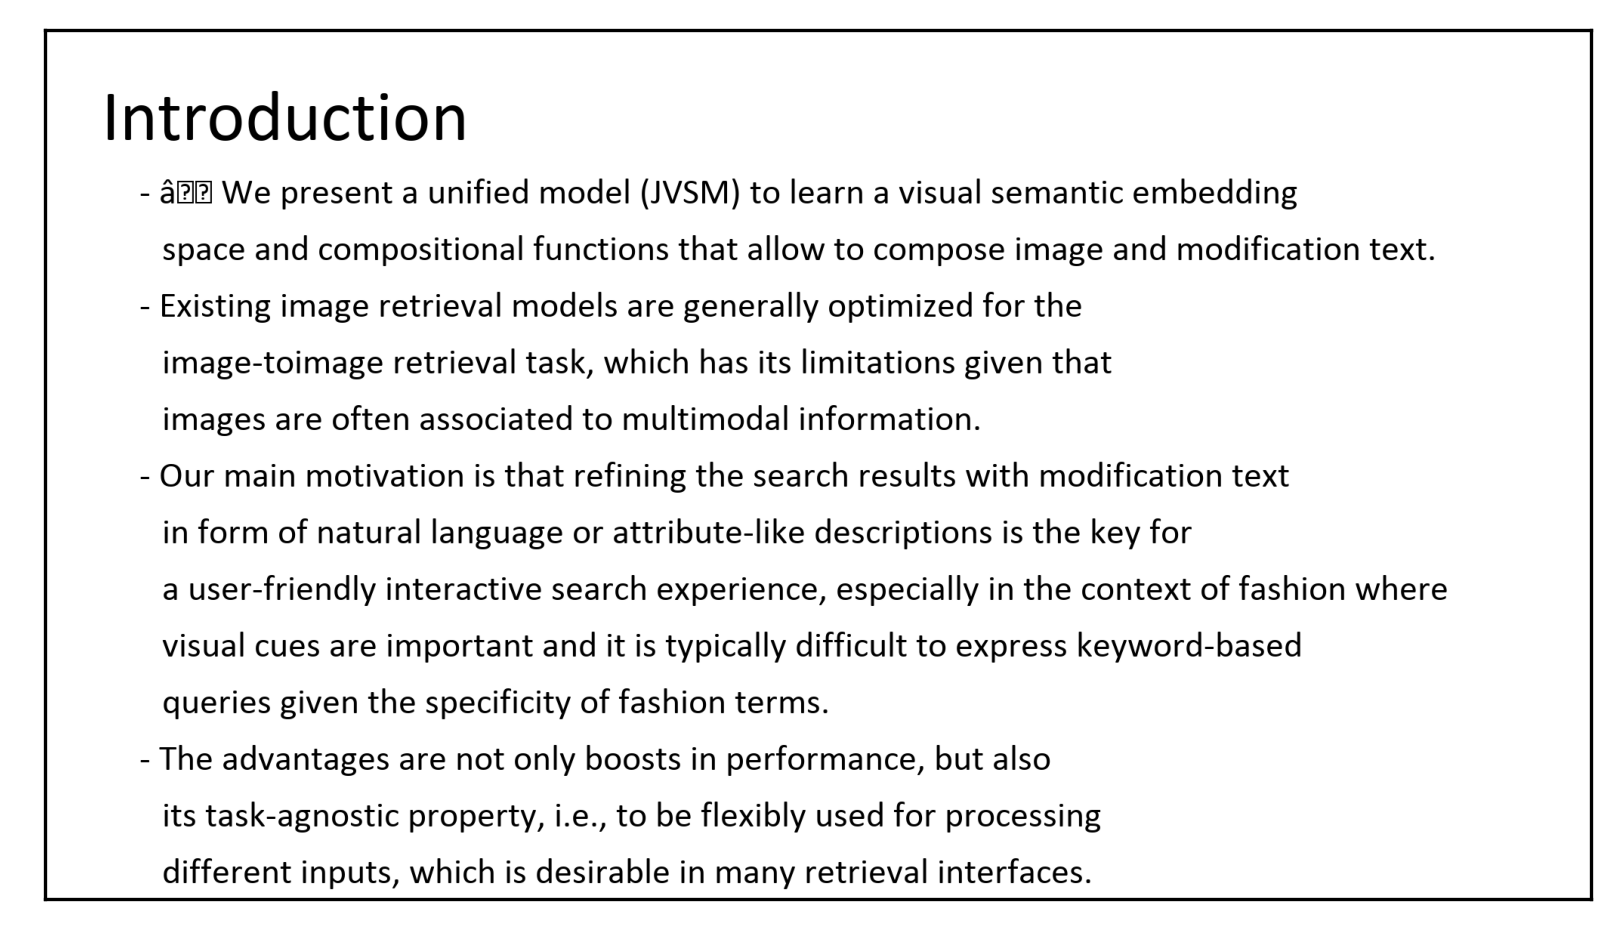 Introduction
- â⍰⍰ We present a unified model (JVSM) to learn a visual semantic embedding
space and compositional functions that allow to compose image and modification text.
- Existing image retrieval models are generally optimized for the
image-toimage retrieval task, which has its limitations given that
images are often associated to multimodal information.
- Our main motivation is that refining the search results with modification text
in form of natural language or attribute-like descriptions is the key for
a user-friendly interactive search experience, especially in the context of fashion where
visual cues are important and it is typically difficult to express keyword-based
queries given the specificity of fashion terms.
- The advantages are not only boosts in performance, but also
its task-agnostic property, i.e., to be flexibly used for processing
different inputs, which is desirable in many retrieval interfaces.